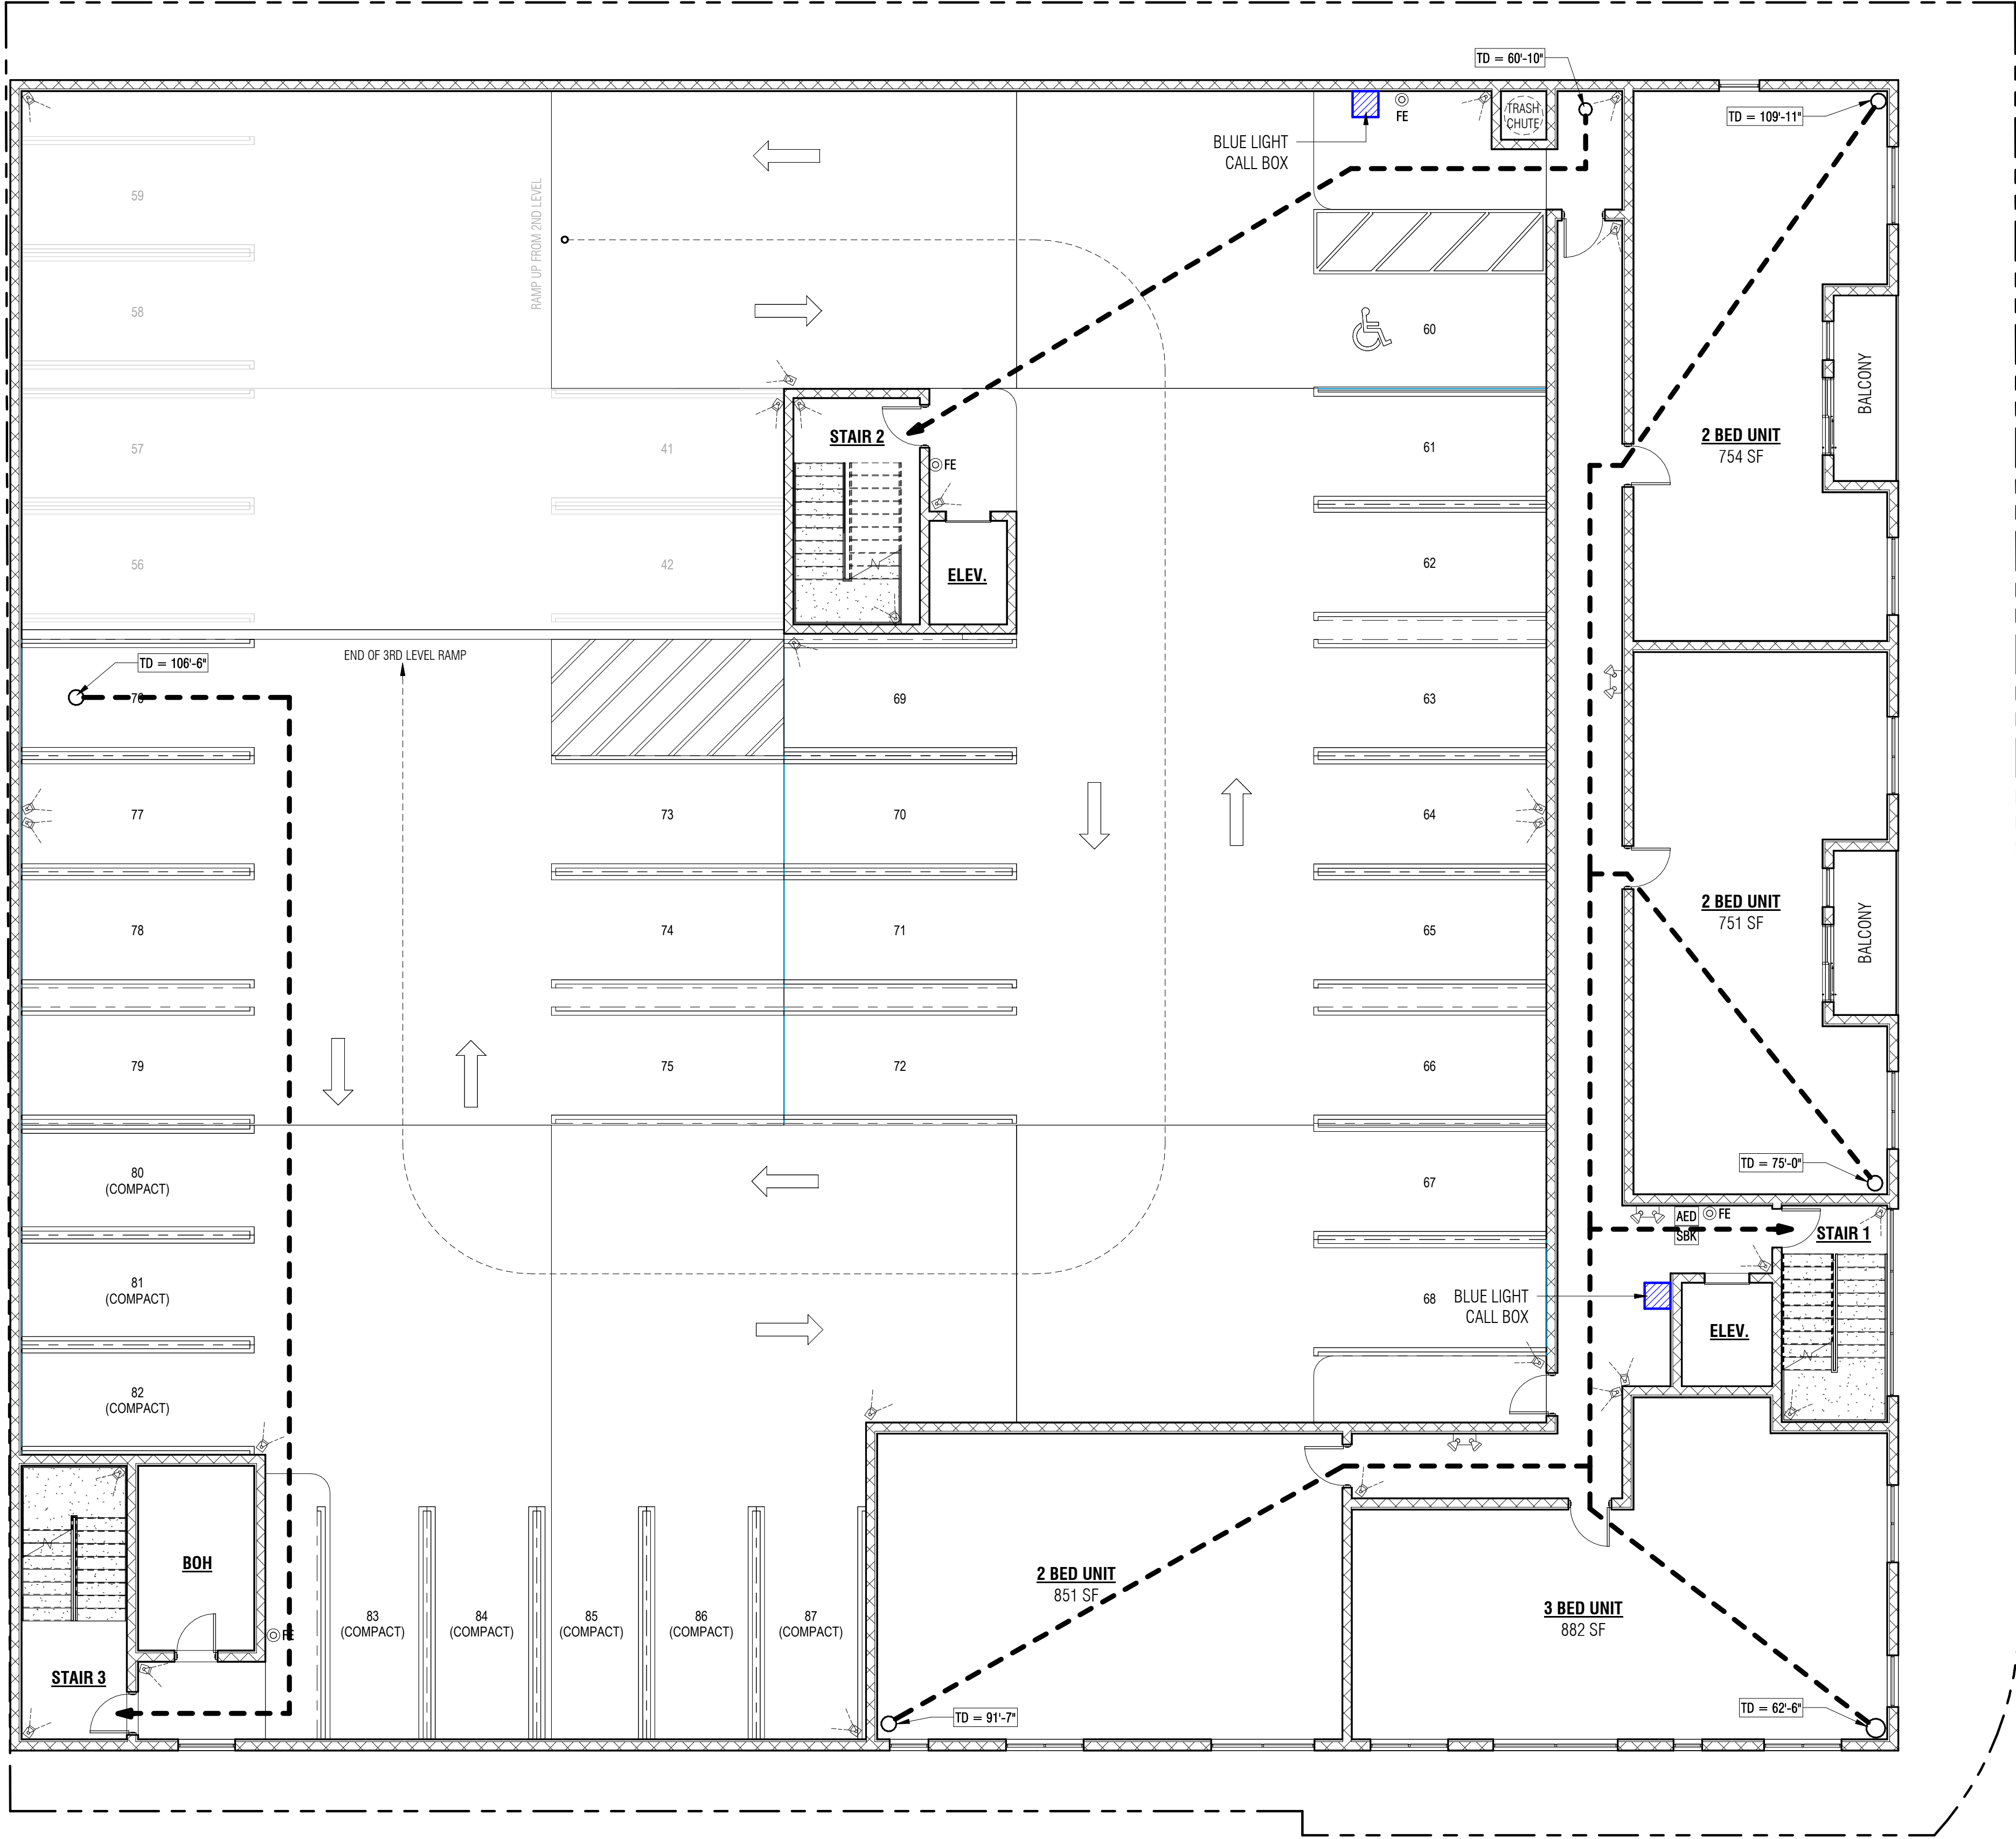 TD = 60'-10"
TRASH
CHUTE
FE
BLUE LIGHT
CALL BOX
TD = 109'-11"
59
RAMP UP FROM 2ND LEVEL
58
60
BALCONY
57
41
STAIR 2
FE
61
2 BED UNIT
754 SF
56
42
ELEV.
62
TD = 106'-6"
END OF 3RD LEVEL RAMP
69
63
77
73
70
64
78
74
71
65
2 BED UNIT
751 SF
BALCONY
79
75
72
66
80
(COMPACT)
67
TD = 75'-0"
AED
SBK
FE
STAIR 1
81
(COMPACT)
68
BLUE LIGHT
CALL BOX
ELEV.
82
(COMPACT)
BOH
2 BED UNIT
851 SF
3 BED UNIT
882 SF
83
(COMPACT)
84
(COMPACT)
85
(COMPACT)
86
(COMPACT)
87
(COMPACT)
FE
STAIR 3
TD = 91'-7"
TD = 62'-6"